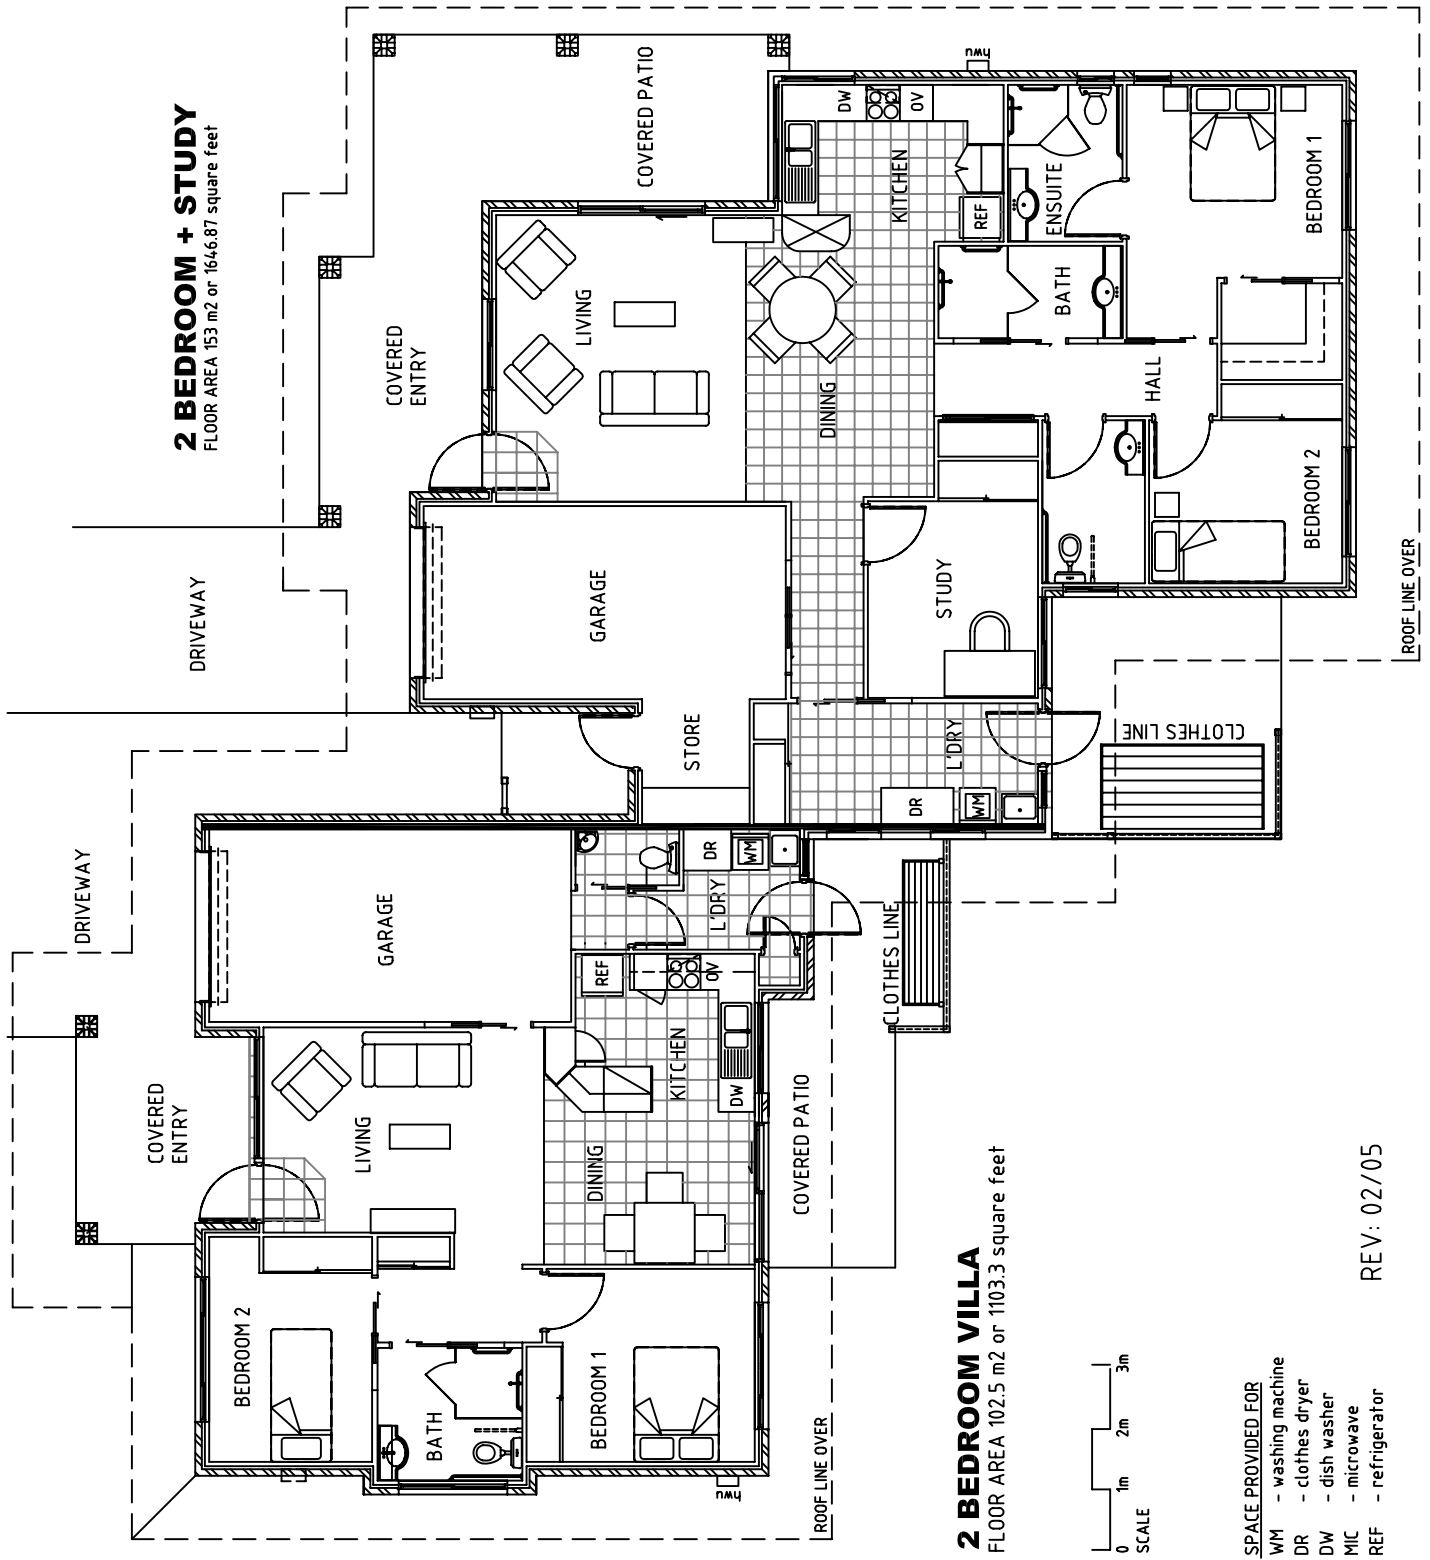 2 BEDROOM + STUDY
FLOOR AREA 153 m2 or 1646.87 square feet
DRIVEWAY
COVERED
ENTRY
COVERED PATIO
LIVING
GARAGE
STORE
DINING
KITCHEN
DW
OV
REF
hwu
ENSUITE
BATH
HALL
STUDY
L'DRY
DR
WM
BEDROOM 1
BEDROOM 2
CLOTHES LINE
ROOF LINE OVER
DRIVEWAY
COVERED
ENTRY
GARAGE
LIVING
DINING
KITCHEN
REF
OV
DW
L'DRY
DR
WM
BEDROOM 2
BATH
BEDROOM 1
hwu
COVERED PATIO
CLOTHES LINE
ROOF LINE OVER
2 BEDROOM VILLA
FLOOR AREA 102.5 m2 or 1103.3 square feet
0 1m 2m 3m
SCALE
SPACE PROVIDED FOR
WM - washing machine
DR - clothes dryer
DW - dish washer
MIC - microwave
REF - refrigerator
REV: 02/05